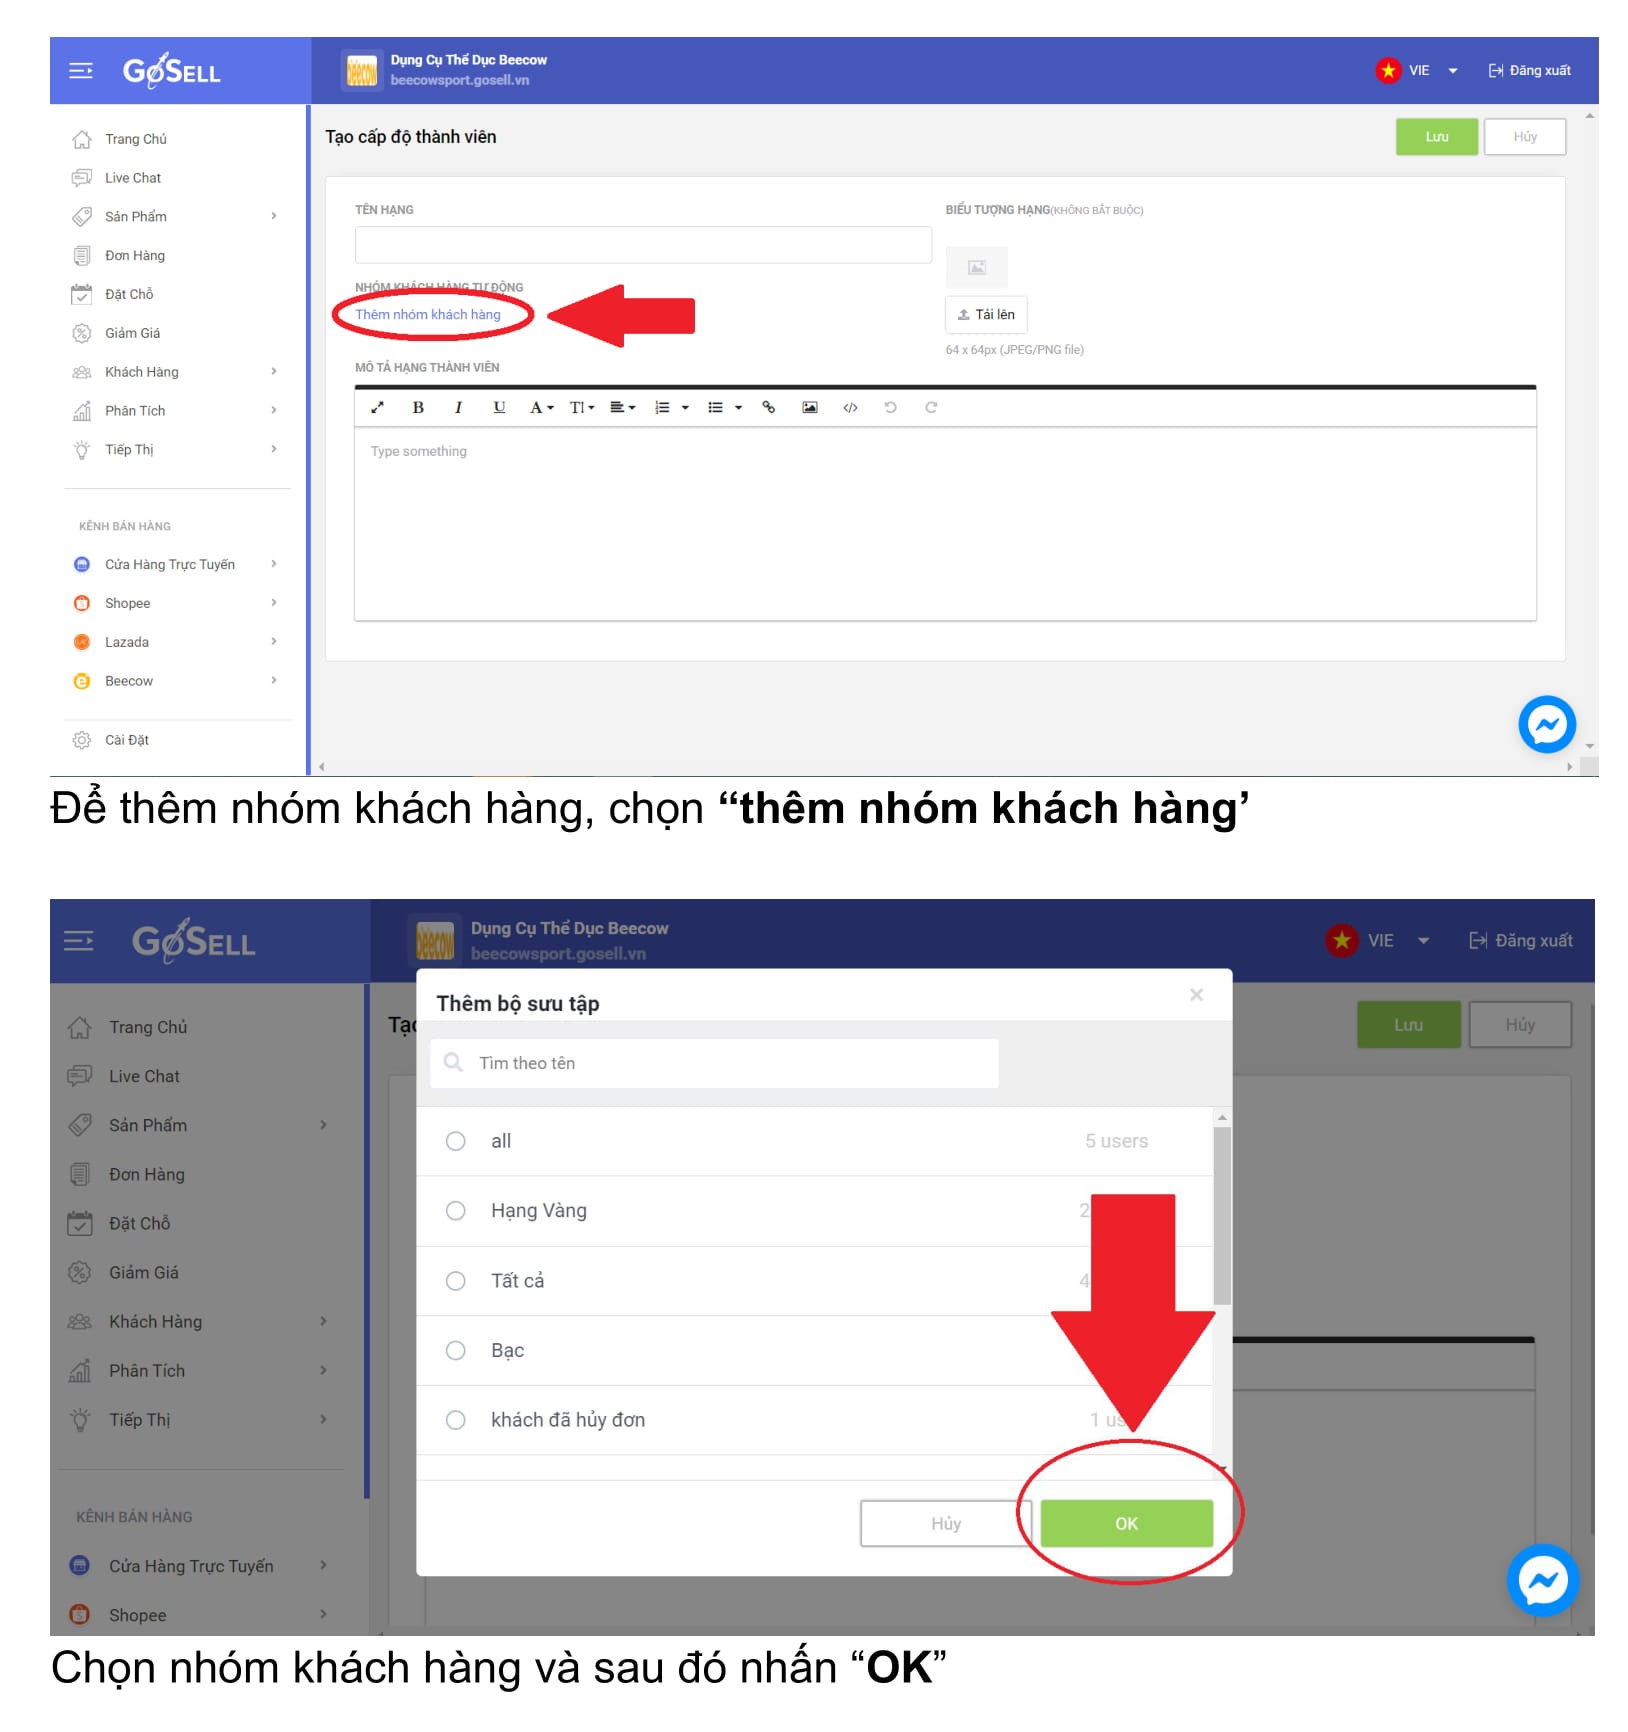 GoSELL
Dụng Cụ Thể Dục Beecow
beecowsport.gosell.vn
VIE
Đăng xuất
Trang Chủ
Live Chat
Sản Phẩm
Đơn Hàng
Đặt Chỗ
Giảm Giá
Khách Hàng
Phân Tích
Tiếp Thị
KÊNH BÁN HÀNG
Cửa Hàng Trực Tuyến
Shopee
Lazada
Beecow
Cài Đặt
Tạo cấp độ thành viên
Lưu
Hủy
TÊN HẠNG
BIỂU TƯỢNG HẠNG(KHÔNG BẮT BUỘC)
NHÓM KHÁCH HÀNG TỰ ĐỘNG
Thêm nhóm khách hàng
Tải lên
64 x 64px (JPEG/PNG file)
MÔ TẢ HẠNG THÀNH VIÊN
B I U A TI
Type something
Để thêm nhóm khách hàng, chọn “thêm nhóm khách hàng’
GoSELL
beecow
Dụng Cụ Thể Dục Beecow
beecowsport.gosell.vn
VIE
Đăng xuất
Trang Chủ
Live Chat
Sản Phẩm
Đơn Hàng
Đặt Chỗ
Giảm Giá
Khách Hàng
Phân Tích
Tiếp Thị
KÊNH BÁN HÀNG
Cửa Hàng Trực Tuyến
Shopee
Lưu
Hủy
Thêm bộ sưu tập
Tìm theo tên
all 5 users
Hạng Vàng 2
Tất cả 4
Bạc
khách đã hủy đơn 1 us
Hủy
OK
Chọn nhóm khách hàng và sau đó nhấn “OK”